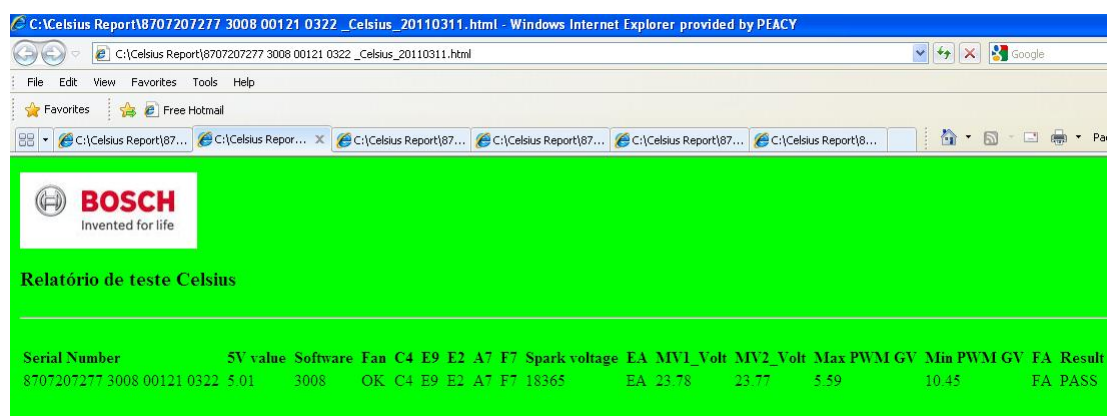 C:\Celsius Report\8707207277 3008 00121 0322 _Celsius_20110311.html - Windows Internet Explorer provided by PEACY
C:\Celsius Report\8707207277 3008 00121 0322 _Celsius_20110311.html
Google
File Edit View Favorites Tools Help
Favorites Free Hotmail
C:\Celsius Report\87... C:\Celsius Repor... C:\Celsius Report\87... C:\Celsius Report\87... C:\Celsius Report\87... C:\Celsius Report\8...
BOSCH
Invented for life
Relatório de teste Celsius
Serial Number 5V value Software Fan C4 E9 E2 A7 F7 Spark voltage EA MV1_Volt MV2_Volt Max PWM GV Min PWM GV FA Result
8707207277 3008 00121 0322 5.01 3008 OK C4 E9 E2 A7 F7 18365 EA 23.78 23.77 5.59 10.45 FA PASS